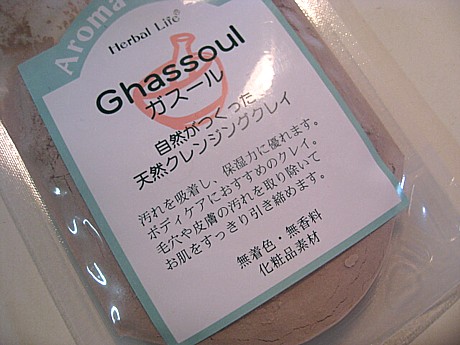 Aroma
Herbal Life®
Ghassoul
ガスール
自然がつくった
天然クレンジングクレイ
汚れを吸着し、保湿力に優れます。
ボディケアにおすすめのクレイ。
毛穴や皮膚の汚れを取り除いて
お肌をすっきり引き締めます。
無着色・無香料
化粧品素材